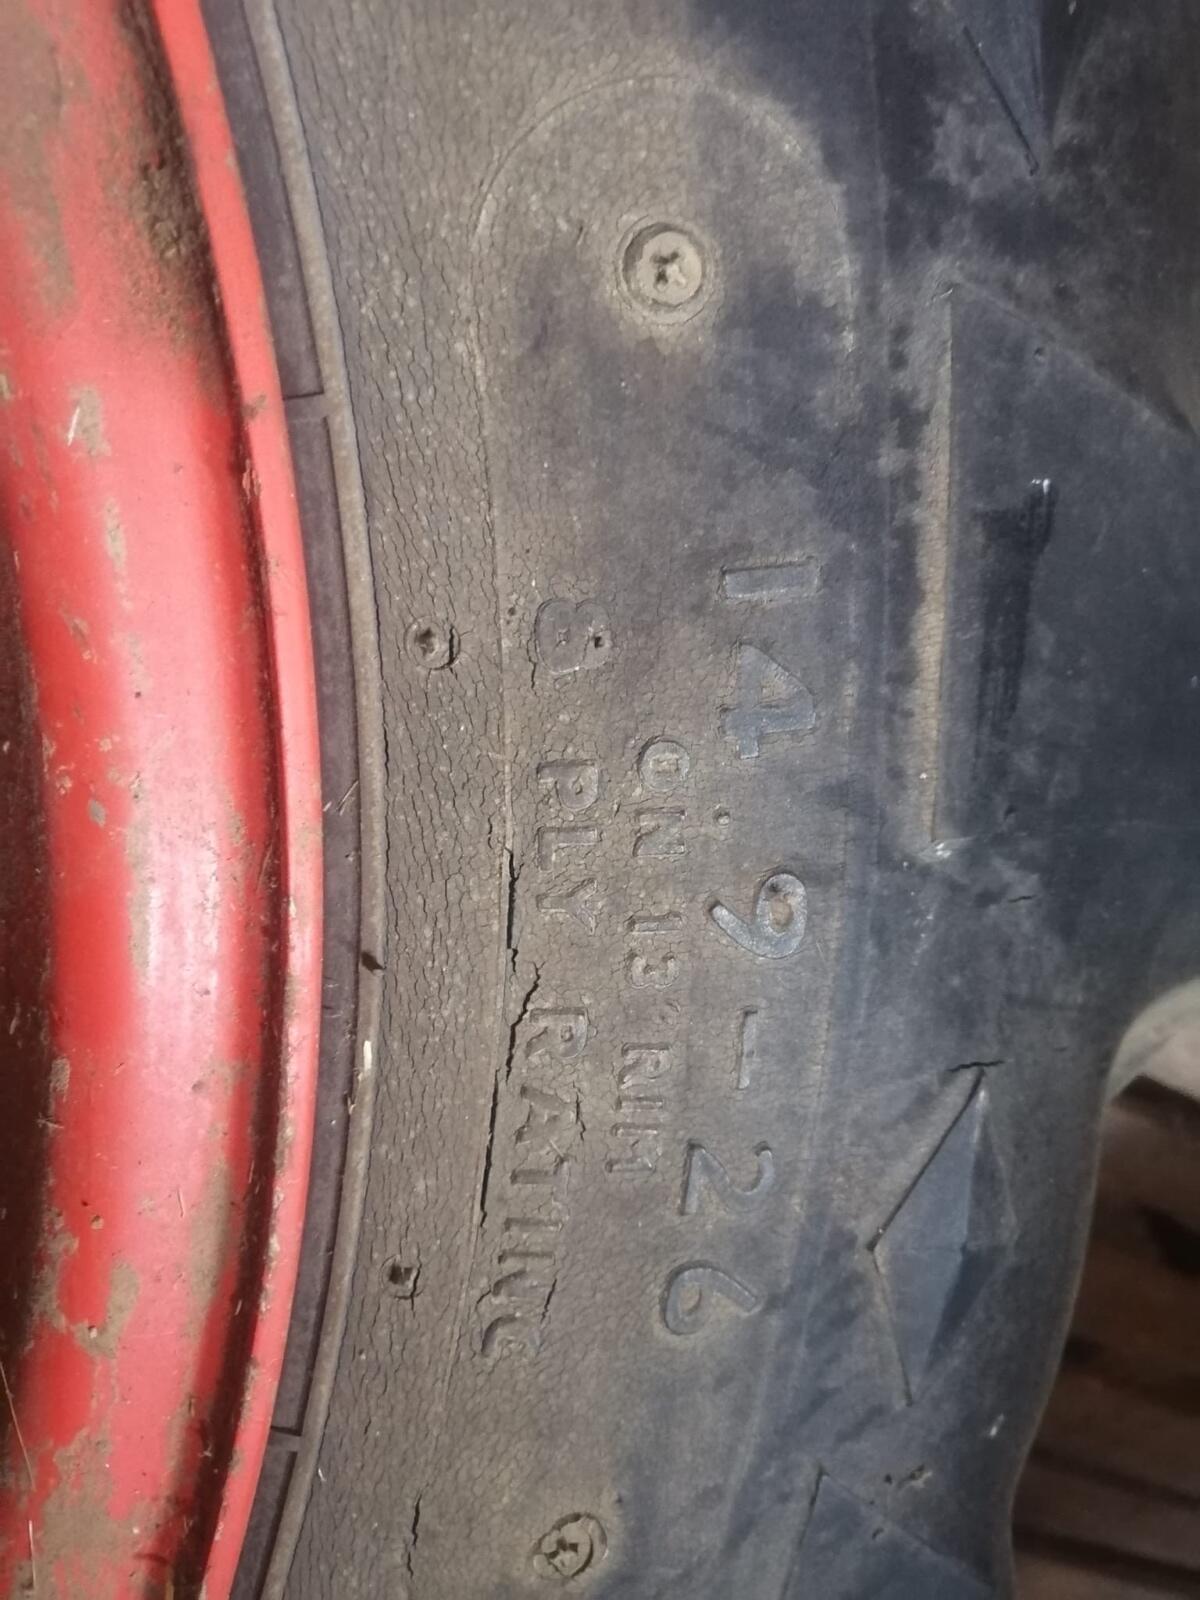 14.9-26
ON 13" RIM
8 PLY RATING